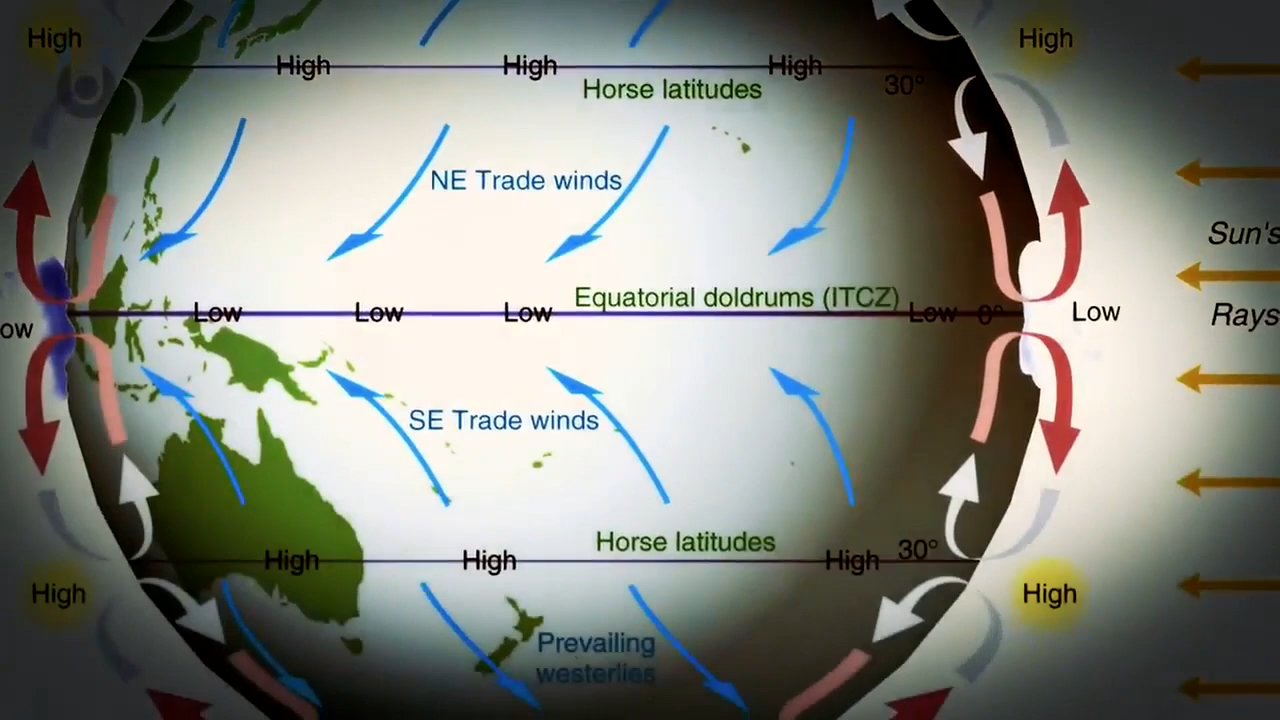 High
High
High
High
High
Horse latitudes
30°
NE Trade winds
Sun's
Equatorial doldrums (ITCZ)
Low
Low
Low
Low
0°
Low
ow
Rays
SE Trade winds
Horse latitudes
30°
High
High
High
High
High
Prevailing
westerlies